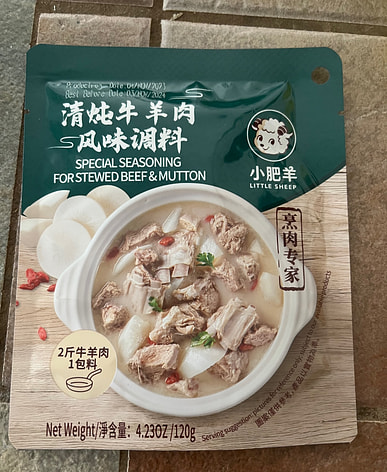 清炖牛羊肉
风味调料
SPECIAL SEASONING
FOR STEWED BEEF & MUTTON
小肥羊
LITTLE SHEEP
烹肉专家
2斤牛羊肉
1包料
Net Weight/淨含量: 4.23OZ/120g